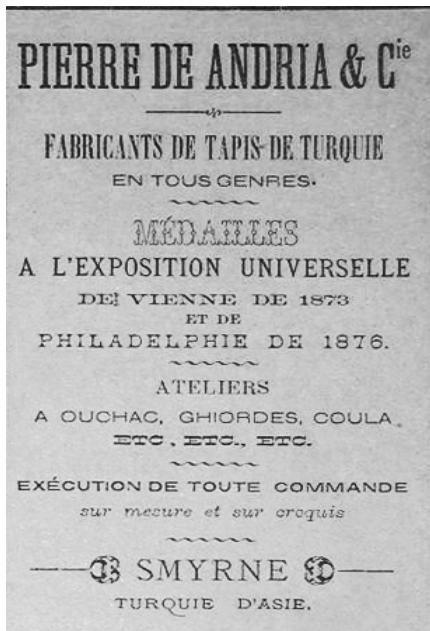 PIERRE DE ANDRIA & Cie
FABRICANTS DE TAPIS DE TURQUIE
EN TOUS GENRES.
MÉDAILLES
A L'EXPOSITION UNIVERSELLE
DE VIENNE DE 1873
ET DE
PHILADELPHIE DE 1876.
ATELIERS
A OUCHAC, GHIORDES, COULA,
ETC., ETC., ETC.
EXÉCUTION DE TOUTE COMMANDE
sur mesure et sur croquis
SMYRNE
TURQUIE D'ASIE.